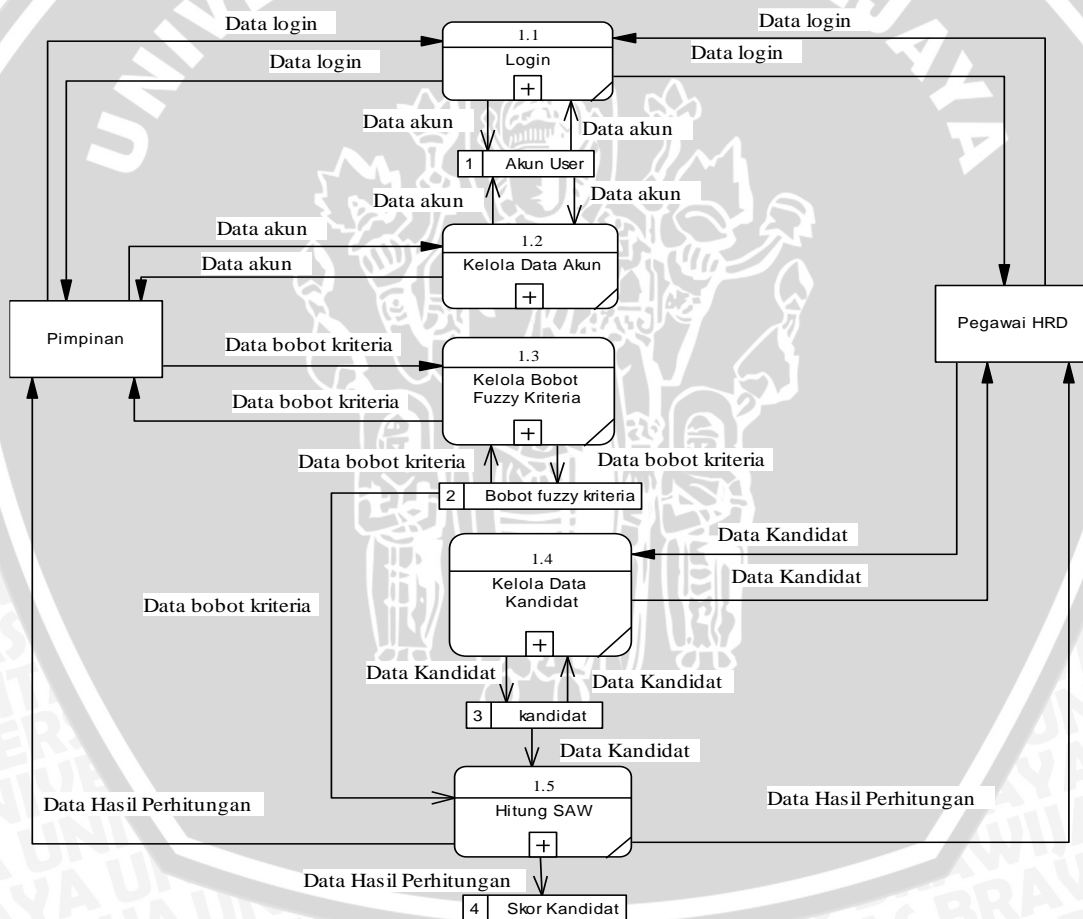 Data login
Data login
1.1
Login
Data login
Data login
Data akun
Data akun
1 Akun User
Data akun
Data akun
Data akun
1.2
Data akun
Kelola Data Akun
Pimpinan
Pegawai HRD
Data bobot kriteria
1.3
Kelola Bobot
Fuzzy Kriteria
Data bobot kriteria
Data bobot kriteria
Data bobot kriteria
2 Bobot fuzzy kriteria
Data Kandidat
1.4
Kelola Data
Kandidat
Data Kandidat
Data bobot kriteria
Data Kandidat
Data Kandidat
3 kandidat
Data Kandidat
1.5
Hitung SAW
Data Hasil Perhitungan
Data Hasil Perhitungan
Data Hasil Perhitungan
4 Skor Kandidat